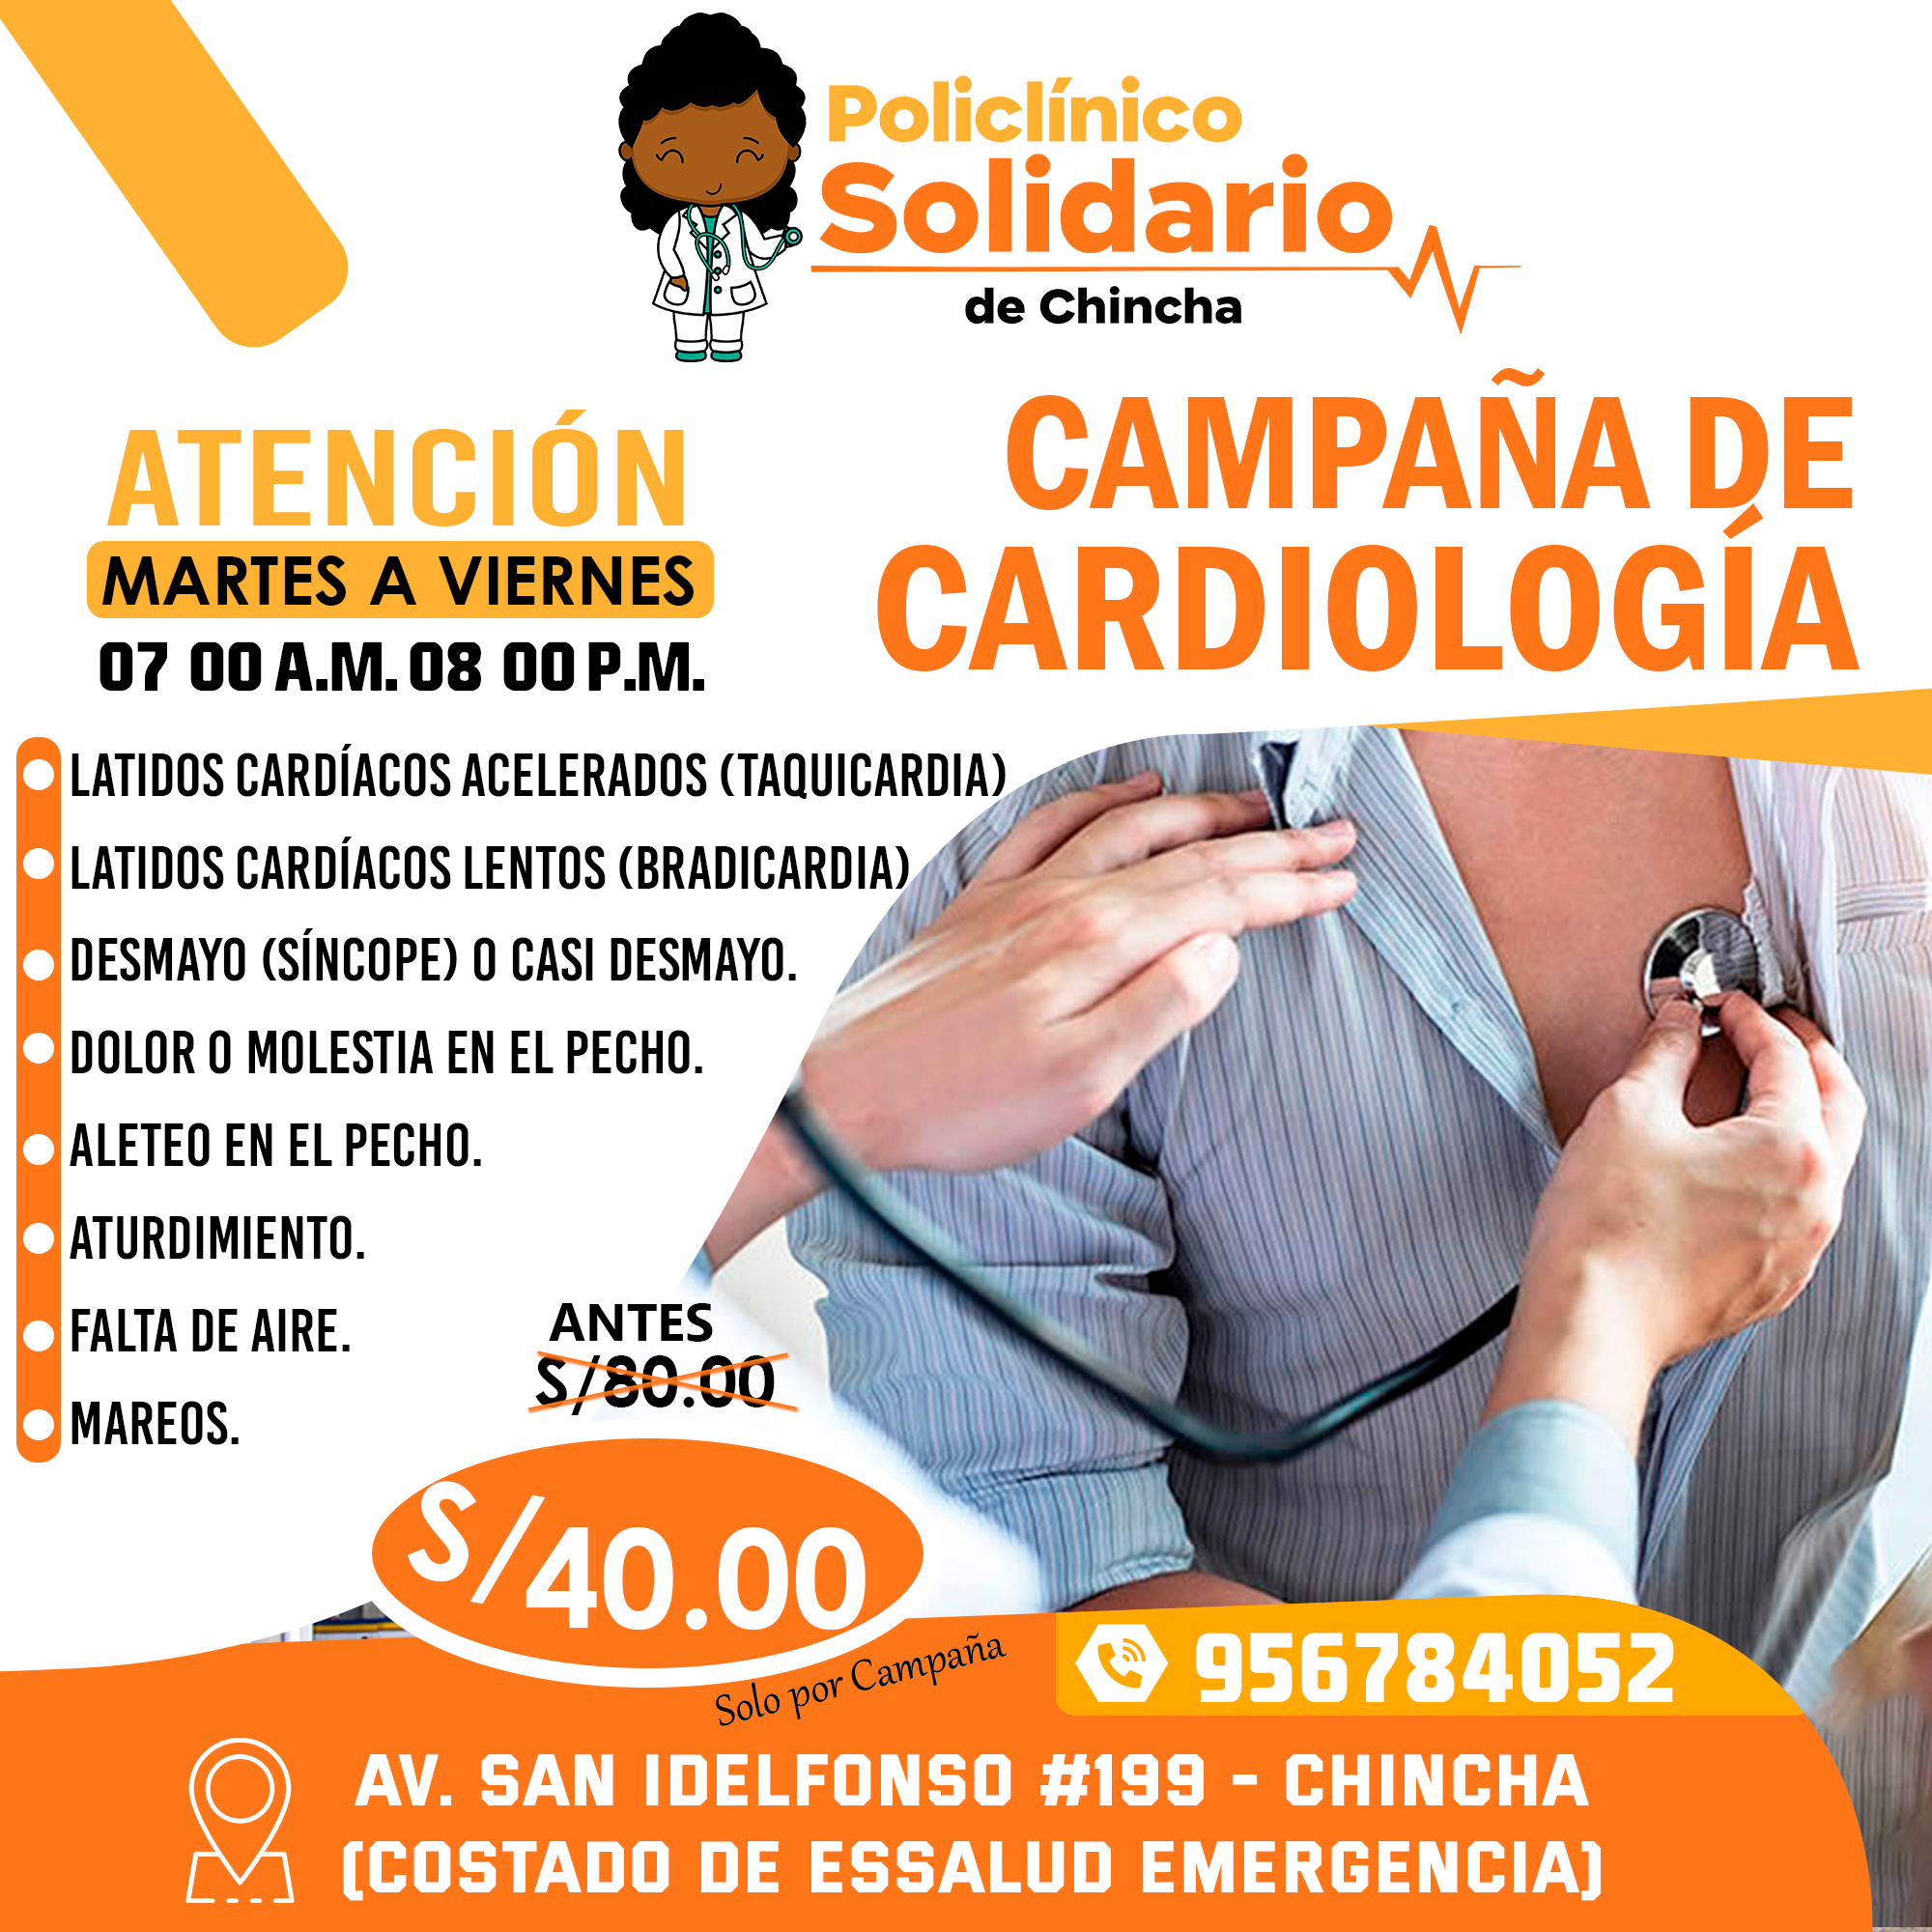 Policlínico
Solidario
de Chincha
CAMPAÑA DE
CARDIOLOGÍA
ATENCIÓN
MARTES A VIERNES
07 00 A.M. 08 00 P.M.
LATIDOS CARDÍACOS ACELERADOS (TAQUICARDIA)
LATIDOS CARDÍACOS LENTOS (BRADICARDIA)
DESMAYO (SÍNCOPE) O CASI DESMAYO.
DOLOR O MOLESTIA EN EL PECHO.
ALETEO EN EL PECHO.
ATURDIMIENTO.
FALTA DE AIRE.
MAREOS.
ANTES
S/80.00
S/40.00
Solo por Campaña
956784052
AV. SAN IDELFONSO #199 - CHINCHA
(COSTADO DE ESSALUD EMERGENCIA)